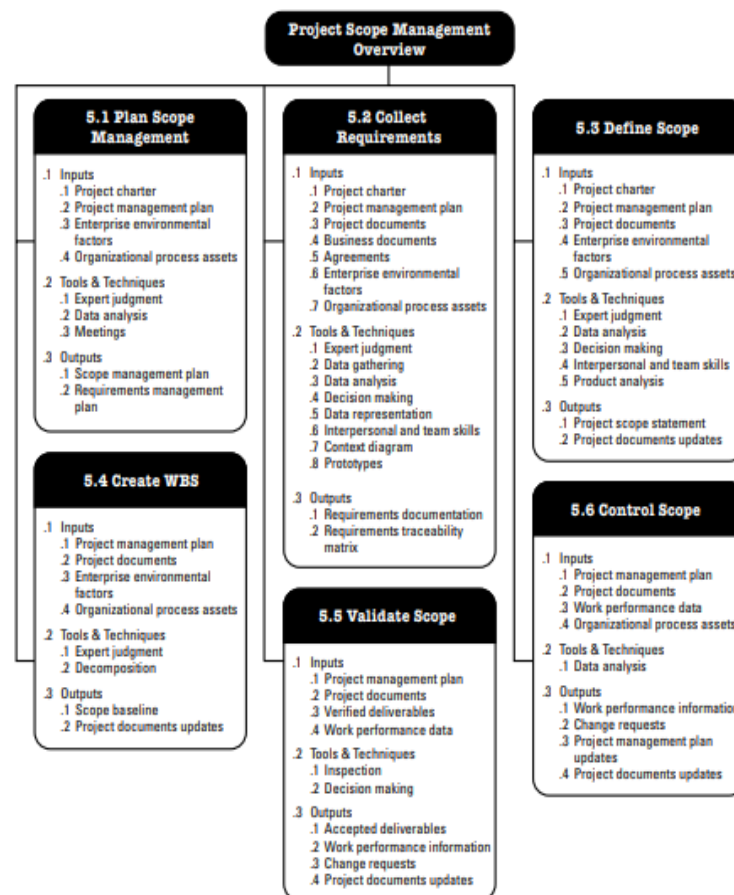 Project Scope Management
Overview
5.1 Plan Scope
Management
.1 Inputs
.1 Project charter
.2 Project management plan
.3 Enterprise environmental
factors
.4 Organizational process assets
.2 Tools & Techniques
.1 Expert judgment
.2 Data analysis
.3 Meetings
.3 Outputs
.1 Scope management plan
.2 Requirements management
plan
5.2 Collect
Requirements
.1 Inputs
.1 Project charter
.2 Project management plan
.3 Project documents
.4 Business documents
.5 Agreements
.6 Enterprise environmental
factors
.7 Organizational process assets
.2 Tools & Techniques
.1 Expert judgment
.2 Data gathering
.3 Data analysis
.4 Decision making
.5 Data representation
.6 Interpersonal and team skills
.7 Context diagram
.8 Prototypes
.3 Outputs
.1 Requirements documentation
.2 Requirements traceability
matrix
5.3 Define Scope
.1 Inputs
.1 Project charter
.2 Project management plan
.3 Project documents
.4 Enterprise environmental
factors
.5 Organizational process assets
.2 Tools & Techniques
.1 Expert judgment
.2 Data analysis
.3 Decision making
.4 Interpersonal and team skills
.5 Product analysis
.3 Outputs
.1 Project scope statement
.2 Project documents updates
5.4 Create WBS
.1 Inputs
.1 Project management plan
.2 Project documents
.3 Enterprise environmental
factors
.4 Organizational process assets
.2 Tools & Techniques
.1 Expert judgment
.2 Decomposition
.3 Outputs
.1 Scope baseline
.2 Project documents updates
5.5 Validate Scope
.1 Inputs
.1 Project management plan
.2 Project documents
.3 Verified deliverables
.4 Work performance data
.2 Tools & Techniques
.1 Inspection
.2 Decision making
.3 Outputs
.1 Accepted deliverables
.2 Work performance information
.3 Change requests
.4 Project documents updates
5.6 Control Scope
.1 Inputs
.1 Project management plan
.2 Project documents
.3 Work performance data
.4 Organizational process assets
.2 Tools & Techniques
.1 Data analysis
.3 Outputs
.1 Work performance information
.2 Change requests
.3 Project management plan
updates
.4 Project documents updates